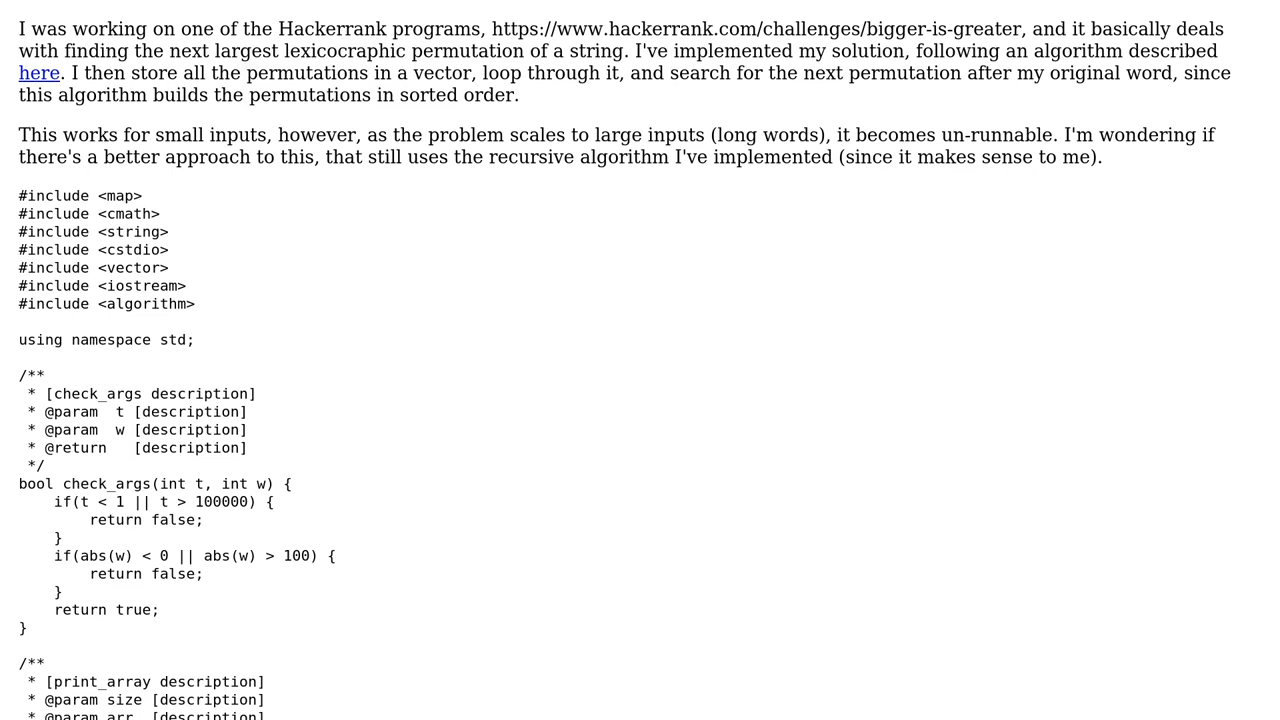 I was working on one of the Hackerrank programs, https://www.hackerrank.com/challenges/bigger-is-greater, and it basically deals
with finding the next largest lexicocraphic permutation of a string. I've implemented my solution, following an algorithm described
here. I then store all the permutations in a vector, loop through it, and search for the next permutation after my original word, since
this algorithm builds the permutations in sorted order.
This works for small inputs, however, as the problem scales to large inputs (long words), it becomes un-runnable. I'm wondering if
there's a better approach to this, that still uses the recursive algorithm I've implemented (since it makes sense to me).
#include <map>
#include <cmath>
#include <string>
#include <cstdio>
#include <vector>
#include <iostream>
#include <algorithm>
using namespace std;
/**
 * [check_args description]
 * @param  t [description]
 * @param  w [description]
 * @return   [description]
 */
bool check_args(int t, int w) {
    if(t < 1 || t > 100000) {
        return false;
    }
    if(abs(w) < 0 || abs(w) > 100) {
        return false;
    }
    return true;
}
/**
 * [print_array description]
 * @param size [description]
 * @param arr  [description]